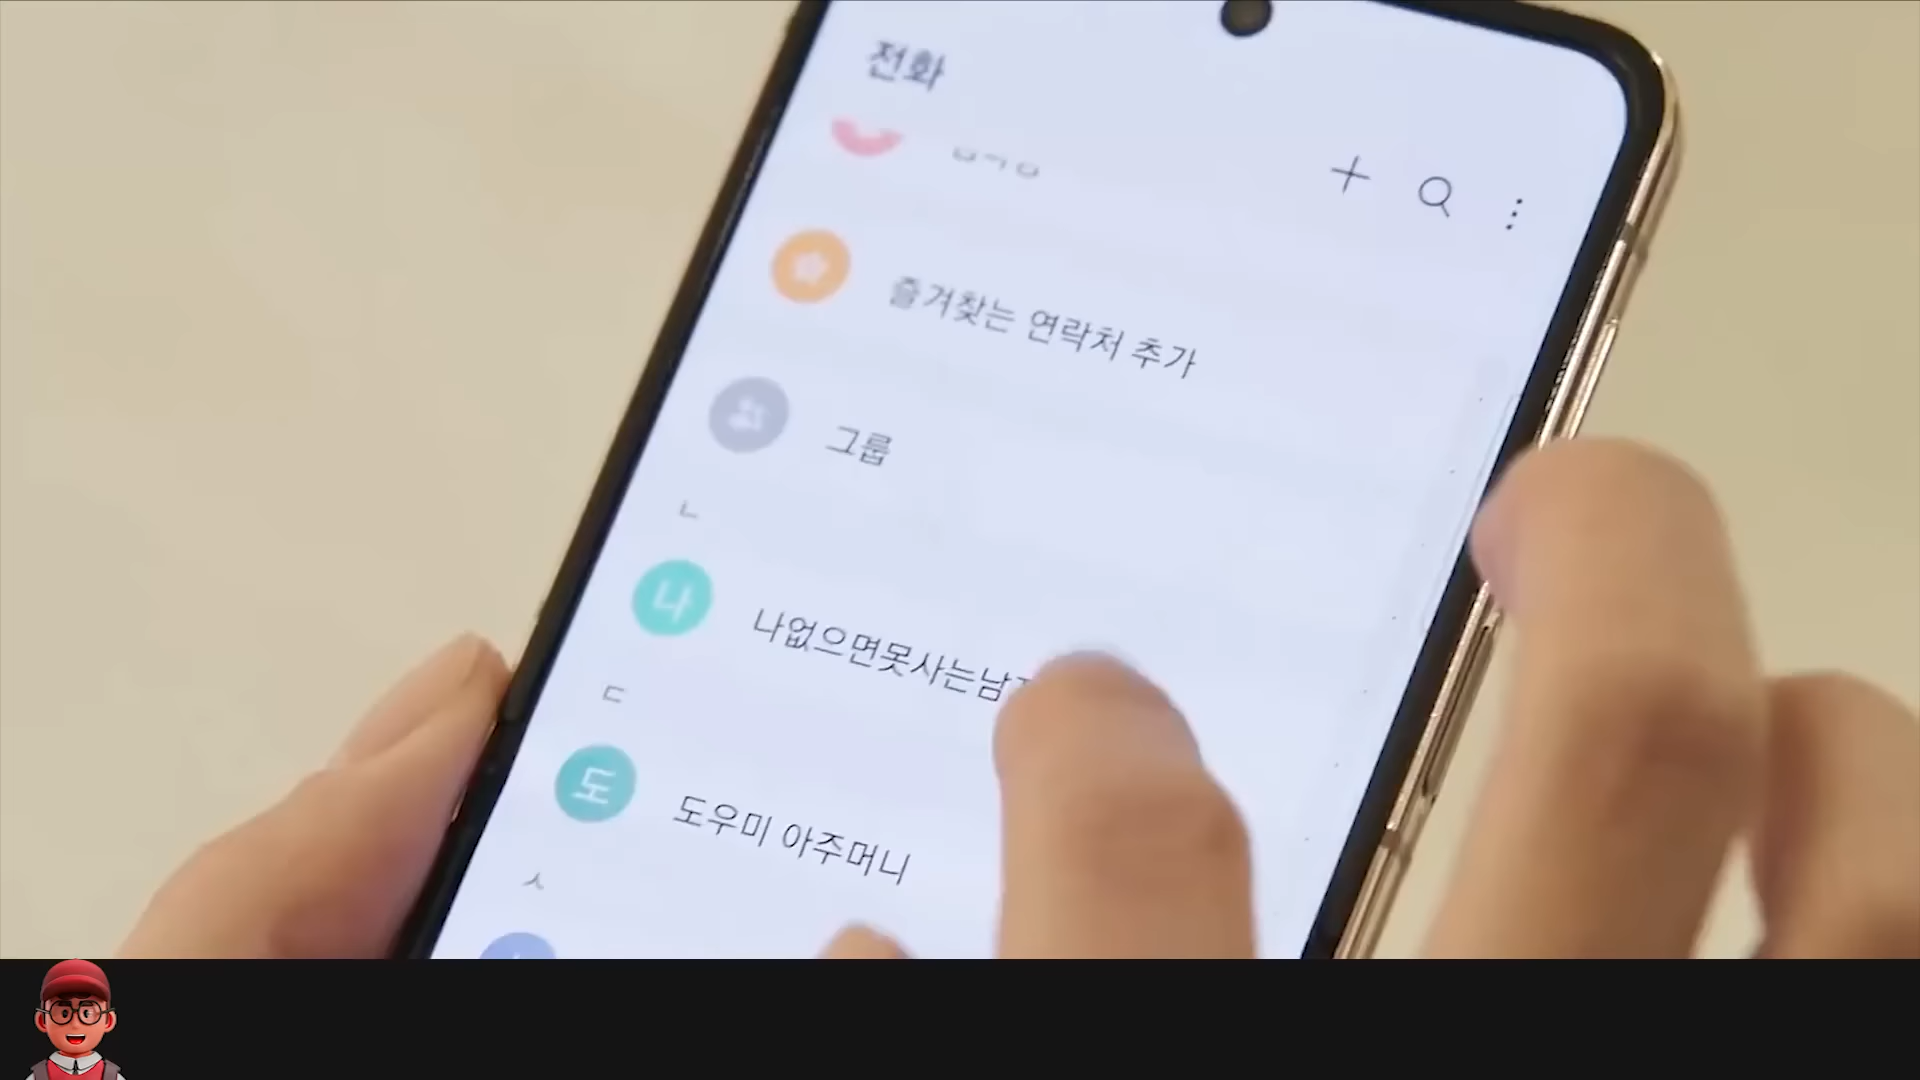 전화
즐겨찾는 연락처 추가
그룹
ㄴ
나
나없으면못사는남
ㄷ
도
도우미 아주머니
ㅅ